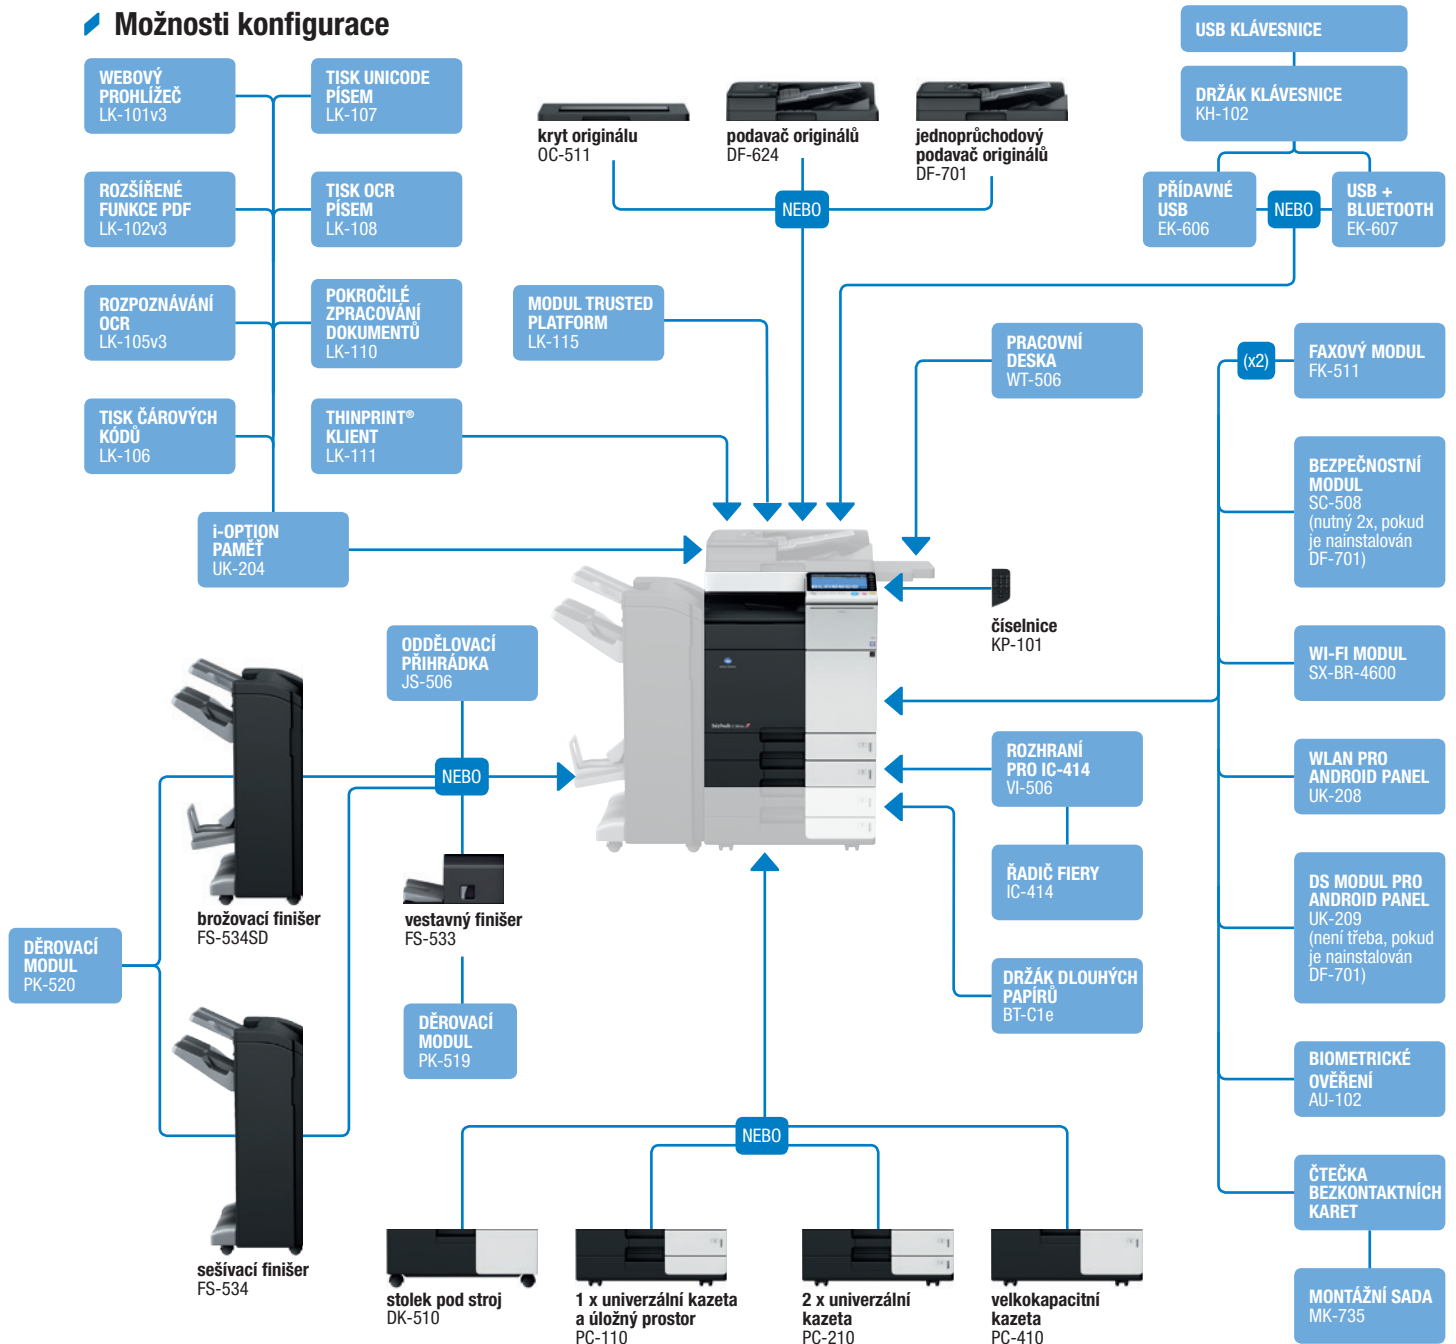 Možnosti konfigurace
WEBOVÝ
PROHLÍŽEČ
LK-101v3
TISK UNICODE
PÍSEM
LK-107
ROZŠÍŘENÉ
FUNKCE PDF
LK-102v3
TISK OCR
PÍSEM
LK-108
ROZPOZNÁVÁNÍ
OCR
LK-105v3
POKROČILÉ
ZPRACOVÁNÍ
DOKUMENTŮ
LK-110
TISK ČÁROVÝCH
KÓDŮ
LK-106
THINPRINT®
KLIENT
LK-111
i-OPTION
PAMĚŤ
UK-204
kryt originálu
OC-511
podavač originálů
DF-624
jednoprůchodový
podavač originálů
DF-701
NEBO
MODUL TRUSTED
PLATFORM
LK-115
USB KLÁVESNICE
DRŽÁK KLÁVESNICE
KH-102
PŘÍDAVNÉ
USB
EK-606
NEBO
USB +
BLUETOOTH
EK-607
PRACOVNÍ
DESKA
WT-506
(x2)
FAXOVÝ MODUL
FK-511
BEZPEČNOSTNÍ
MODUL
SC-508
(nutný 2x, pokud
je nainstalován
DF-701)
číselnice
KP-101
WI-FI MODUL
SX-BR-4600
ODDĚLOVACÍ
PŘIHRÁDKA
JS-506
NEBO
ROZHRANÍ
PRO IC-414
VI-506
WLAN PRO
ANDROID PANEL
UK-208
ŘADIČ FIERY
IC-414
DS MODUL PRO
ANDROID PANEL
UK-209
(není třeba, pokud
je nainstalován
DF-701)
brožovací finišer
FS-534SD
vestavný finišer
FS-533
DĚROVACÍ
MODUL
PK-520
DRŽÁK DLOUHÝCH
PAPÍRŮ
BT-C1e
DĚROVACÍ
MODUL
PK-519
BIOMETRICKÉ
OVĚŘENÍ
AU-102
NEBO
ČTEČKA
BEZKONTAKTNÍCH
KARET
sešívací finišer
FS-534
stolek pod stroj
DK-510
1 x univerzální kazeta
a úložný prostor
PC-110
2 x univerzální
kazeta
PC-210
velkokapacitní
kazeta
PC-410
MONTÁŽNÍ SADA
MK-735